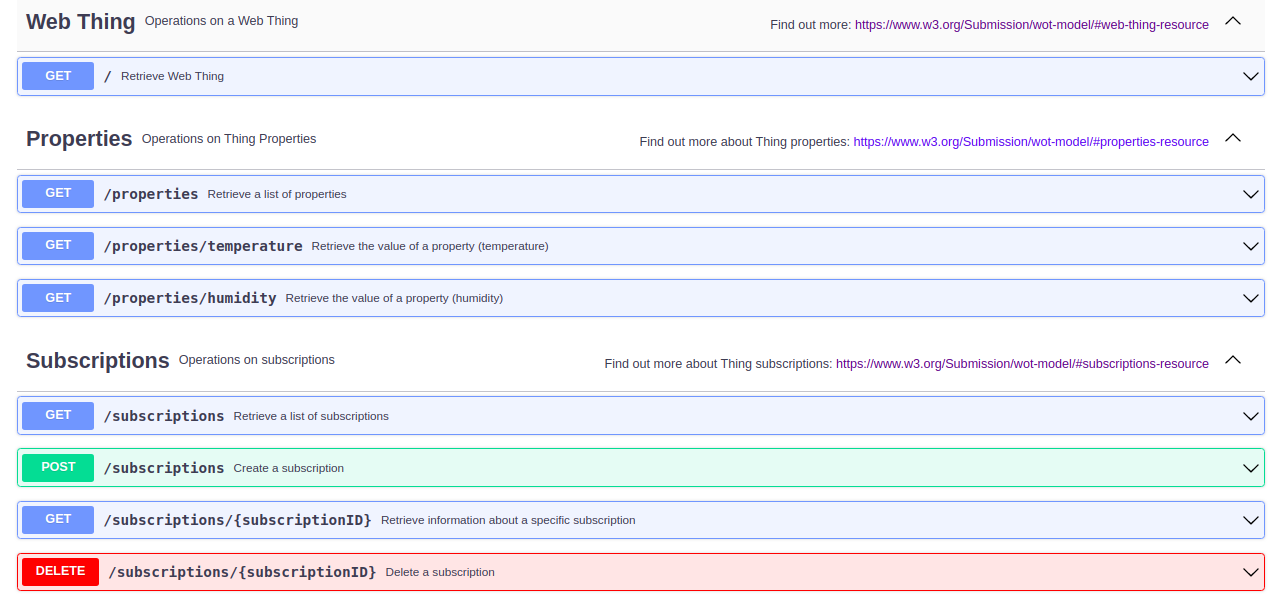 Web Thing Operations on a Web Thing Find out more: https://www.w3.org/Submission/wot-model/#web-thing-resource
GET / Retrieve Web Thing
Properties Operations on Thing Properties Find out more about Thing properties: https://www.w3.org/Submission/wot-model/#properties-resource
GET /properties Retrieve a list of properties
GET /properties/temperature Retrieve the value of a property (temperature)
GET /properties/humidity Retrieve the value of a property (humidity)
Subscriptions Operations on subscriptions Find out more about Thing subscriptions: https://www.w3.org/Submission/wot-model/#subscriptions-resource
GET /subscriptions Retrieve a list of subscriptions
POST /subscriptions Create a subscription
GET /subscriptions/{subscriptionID} Retrieve information about a specific subscription
DELETE /subscriptions/{subscriptionID} Delete a subscription